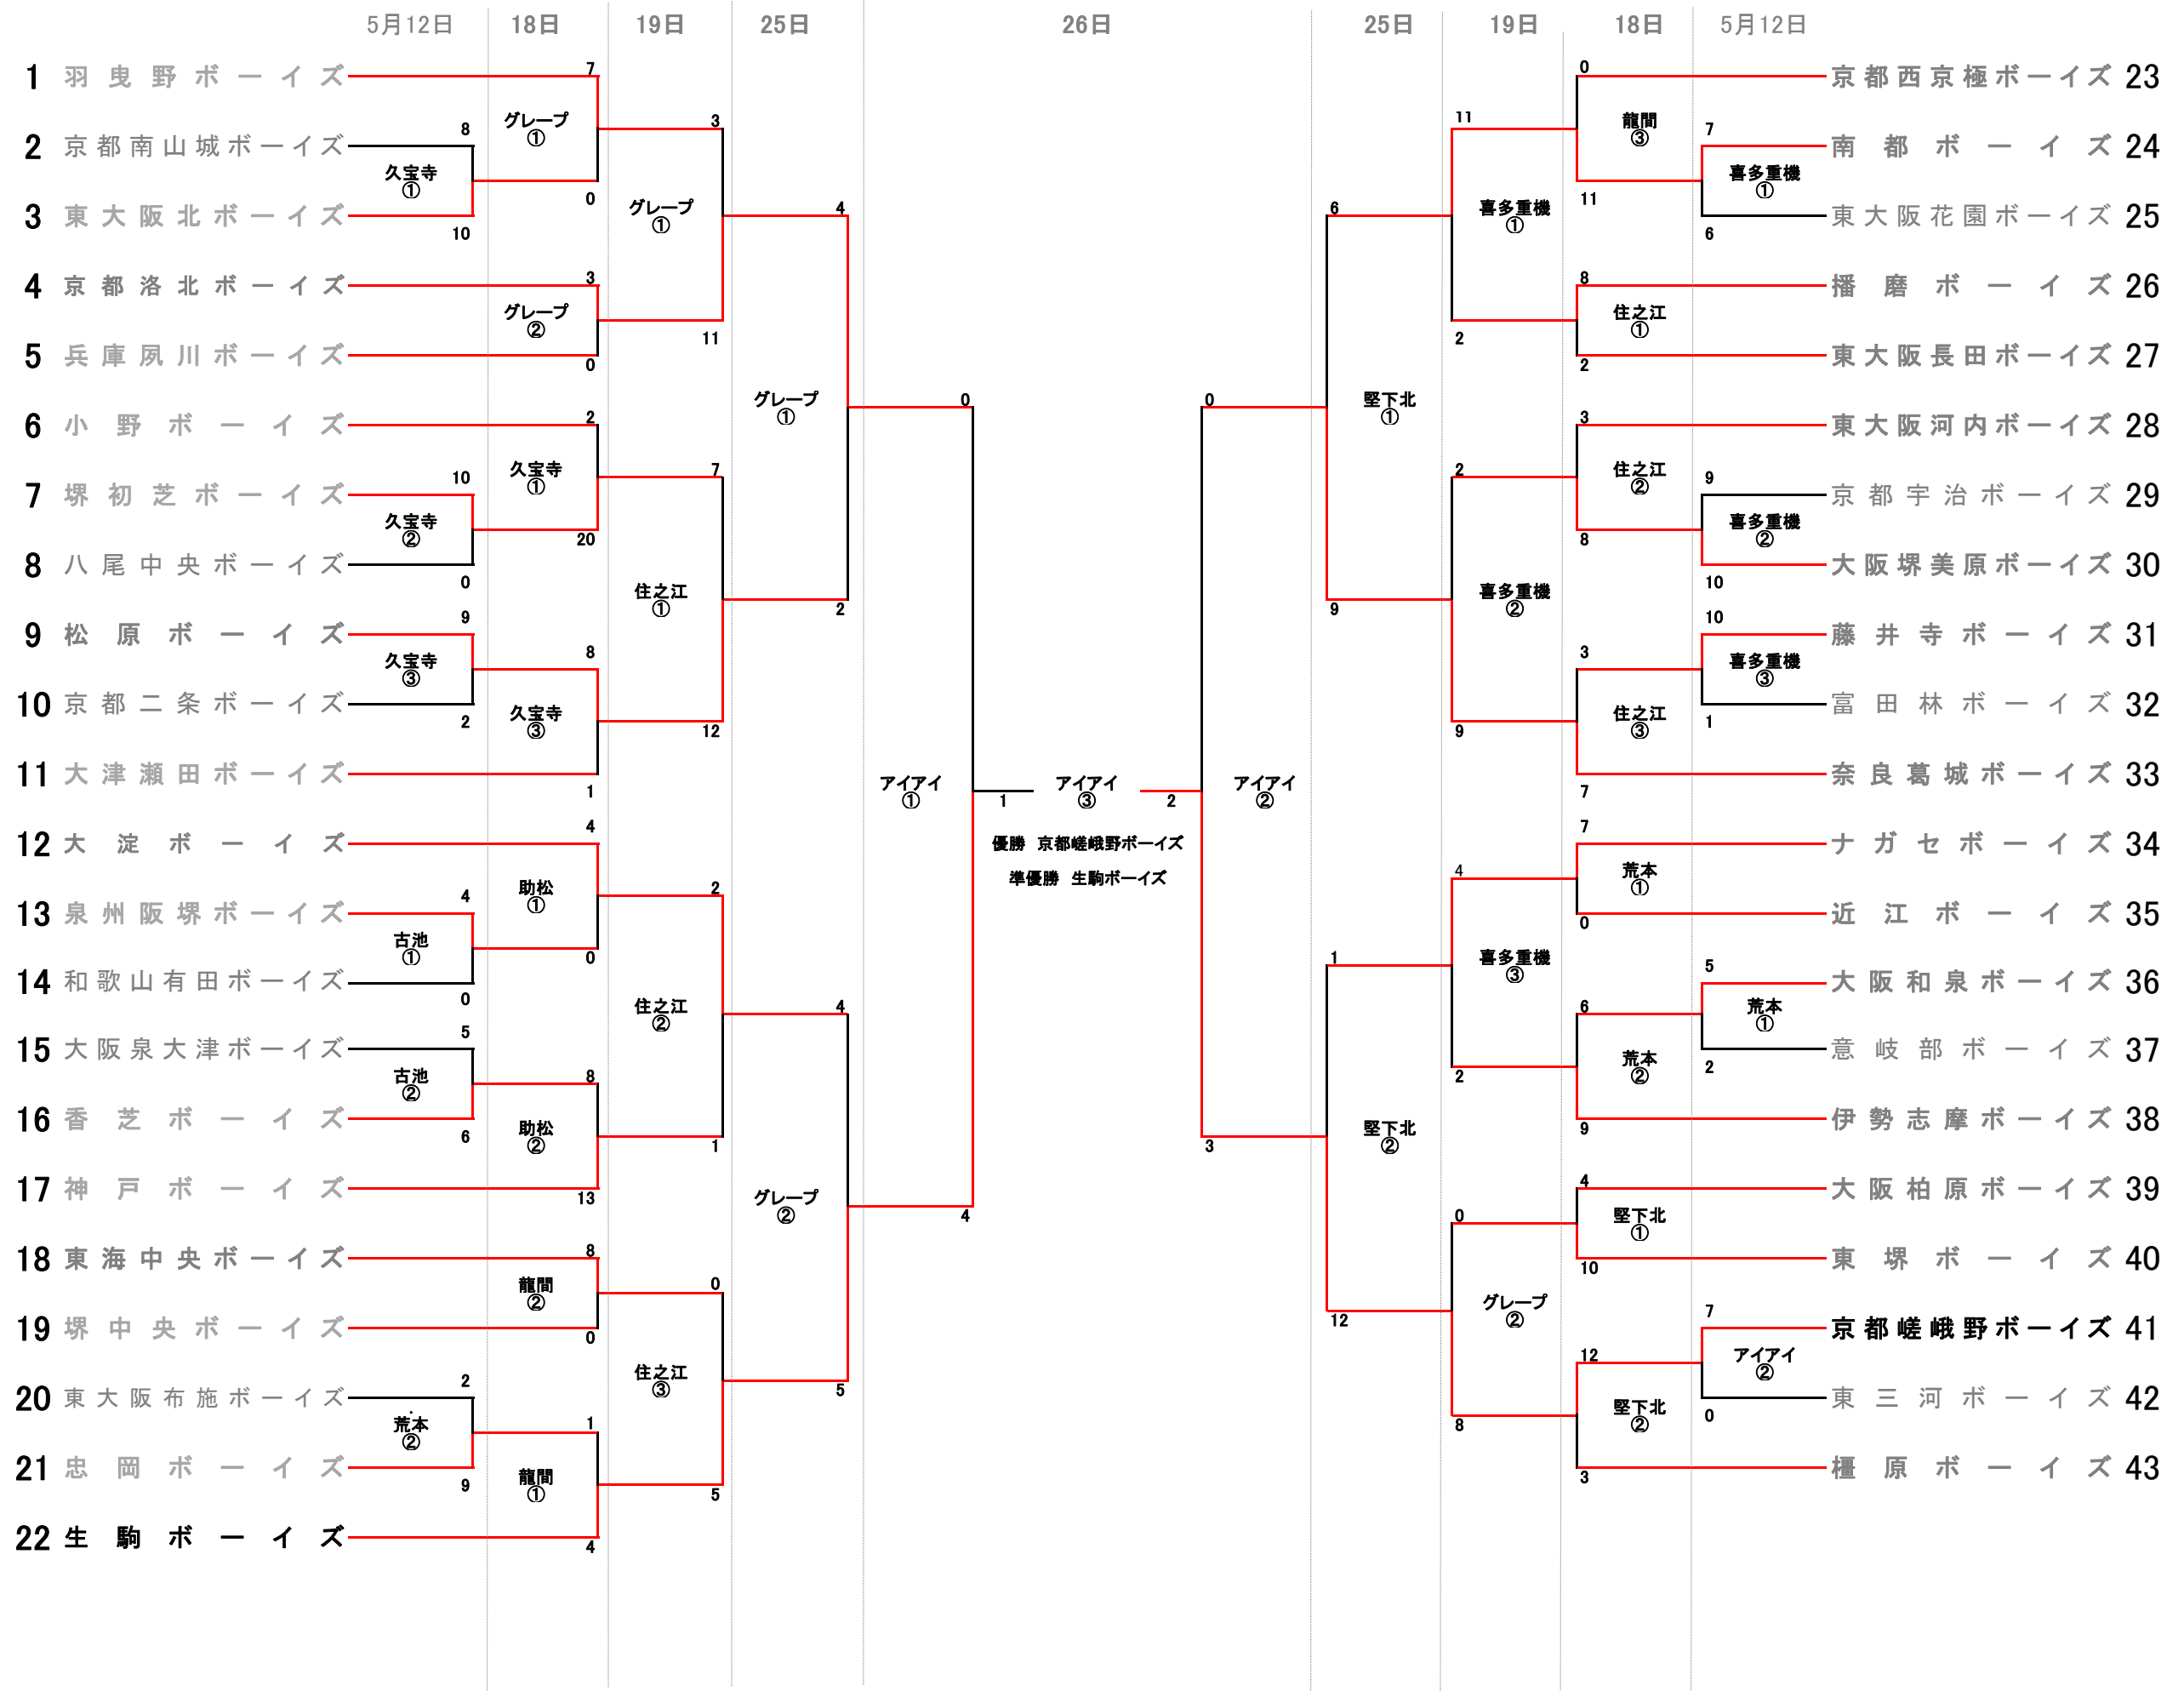 5月12日 18日 19日 25日 26日 25日 19日 18日 5月12日
1 羽曳野ボーイズ
2 京都南山城ボーイズ
3 東大阪北ボーイズ
4 京都洛北ボーイズ
5 兵庫夙川ボーイズ
6 小野ボーイズ
7 堺初芝ボーイズ
8 八尾中央ボーイズ
9 松原ボーイズ
10 京都二条ボーイズ
11 大津瀬田ボーイズ
12 大淀ボーイズ
13 泉州阪堺ボーイズ
14 和歌山有田ボーイズ
15 大阪泉大津ボーイズ
16 香芝ボーイズ
17 神戸ボーイズ
18 東海中央ボーイズ
19 堺中央ボーイズ
20 東大阪布施ボーイズ
21 忠岡ボーイズ
22 生駒ボーイズ
8
久宝寺
①
10
10
久宝寺
②
0
9
久宝寺
③
2
4
古池
①
0
5
古池
②
6
2
荒本
②
9
7
グレープ
①
0
3
グレープ
②
0
2
久宝寺
①
20
8
久宝寺
③
1
4
助松
①
0
8
助松
②
13
8
龍間
②
0
1
龍間
①
4
3
グレープ
①
11
7
住之江
①
12
2
住之江
②
1
0
住之江
③
5
4
グレープ
①
2
4
グレープ
②
5
0
アイアイ
①
4
1
アイアイ
③
2
優勝 京都嵯峨野ボーイズ
準優勝 生駒ボーイズ
0
アイアイ
②
3
6
堅下北
①
9
1
堅下北
②
12
11
喜多重機
①
2
2
喜多重機
②
9
4
喜多重機
③
2
0
グレープ
②
8
0
龍間
③
11
8
住之江
①
2
3
住之江
②
8
3
住之江
③
7
7
荒本
①
0
6
荒本
②
9
4
堅下北
①
10
12
堅下北
②
3
7
喜多重機
①
6
9
喜多重機
②
10
10
喜多重機
③
1
5
荒本
①
2
7
アイアイ
②
0
京都西京極ボーイズ 23
南都ボーイズ 24
東大阪花園ボーイズ 25
播磨ボーイズ 26
東大阪長田ボーイズ 27
東大阪河内ボーイズ 28
京都宇治ボーイズ 29
大阪堺美原ボーイズ 30
藤井寺ボーイズ 31
富田林ボーイズ 32
奈良葛城ボーイズ 33
ナガセボーイズ 34
近江ボーイズ 35
大阪和泉ボーイズ 36
意岐部ボーイズ 37
伊勢志摩ボーイズ 38
大阪柏原ボーイズ 39
東堺ボーイズ 40
京都嵯峨野ボーイズ 41
東三河ボーイズ 42
橿原ボーイズ 43